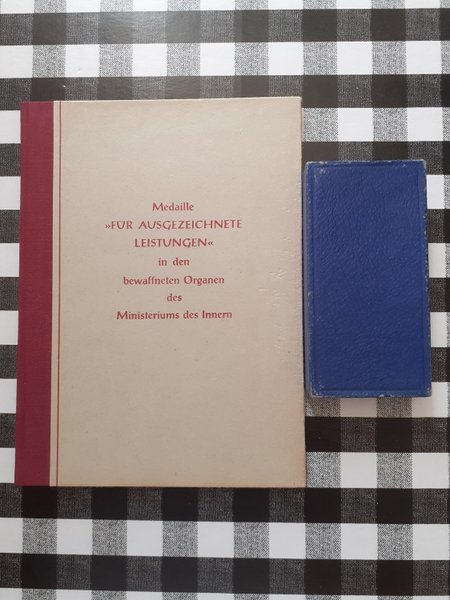 Medaille
»FÜR AUSGEZEICHNETE
LEISTUNGEN«
in den
bewaffneten Organen
des
Ministeriums des Innern